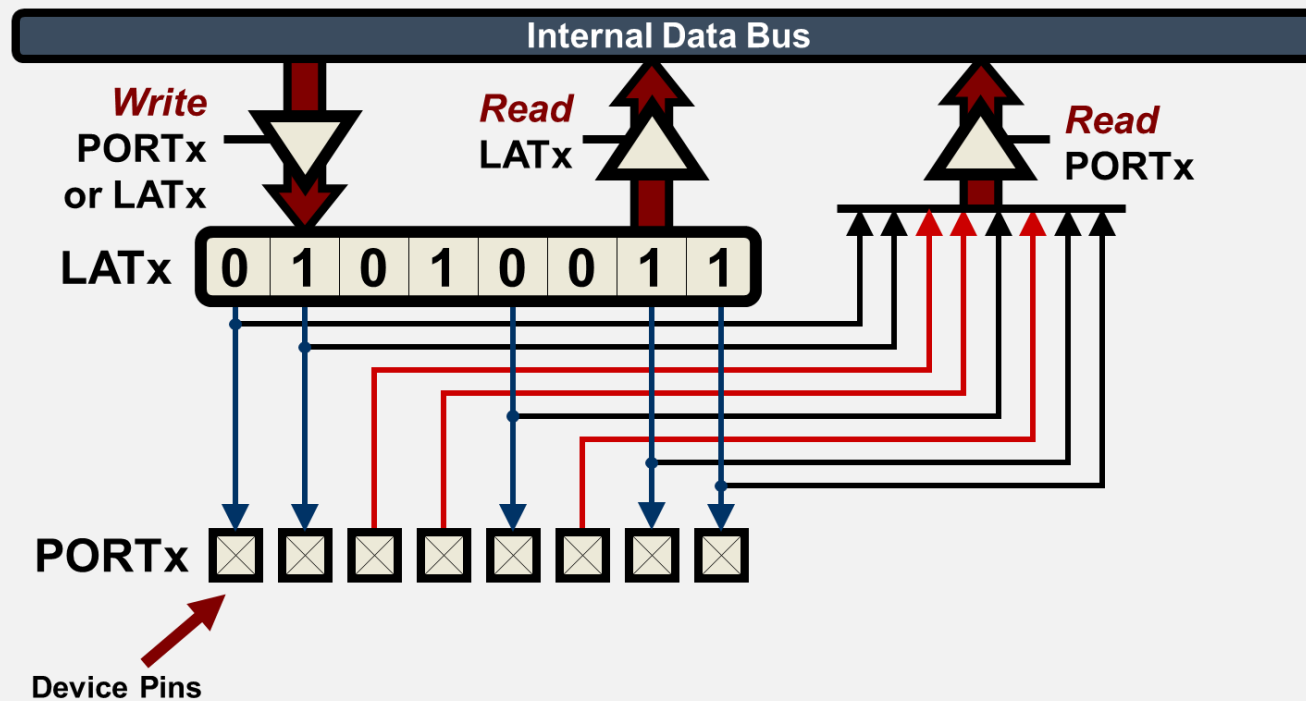 Internal Data Bus
Write
PORTx
or LATx
Read
LATx
Read
PORTx
LATx
0 1 0 1 0 0 1 1
PORTx
Device Pins